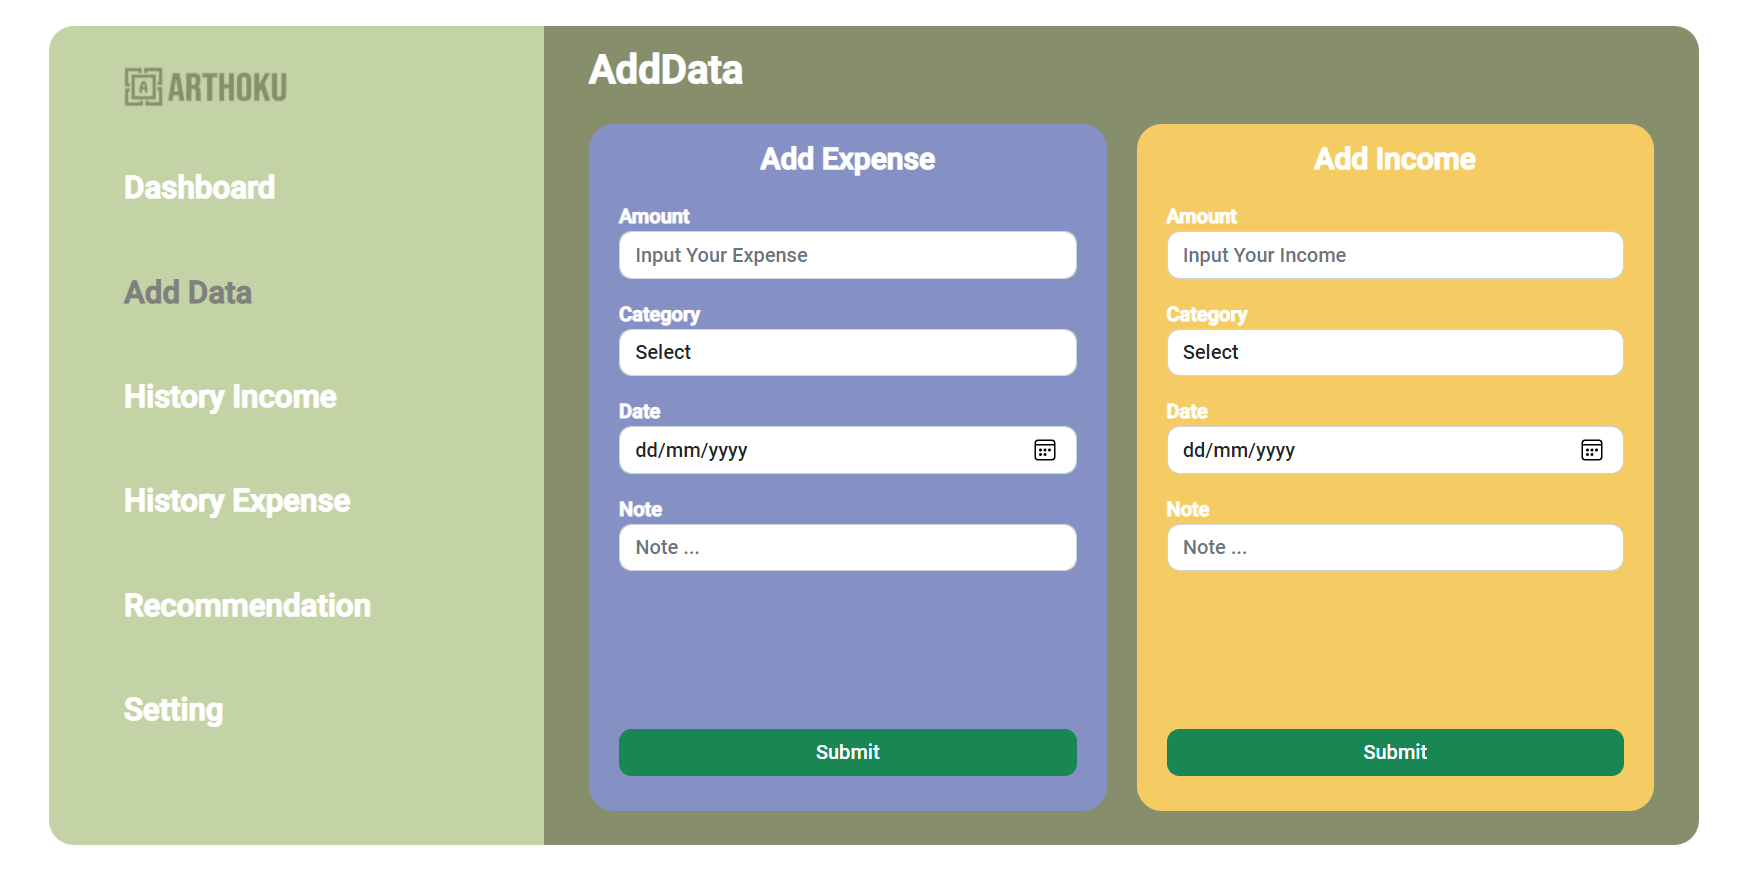 ARTHOKU
Dashboard
Add Data
History Income
History Expense
Recommendation
Setting
AddData
Add Expense
Amount
Input Your Expense
Category
Select
Date
dd/mm/yyyy
Note
Note ...
Submit
Add Income
Amount
Input Your Income
Category
Select
Date
dd/mm/yyyy
Note
Note ...
Submit